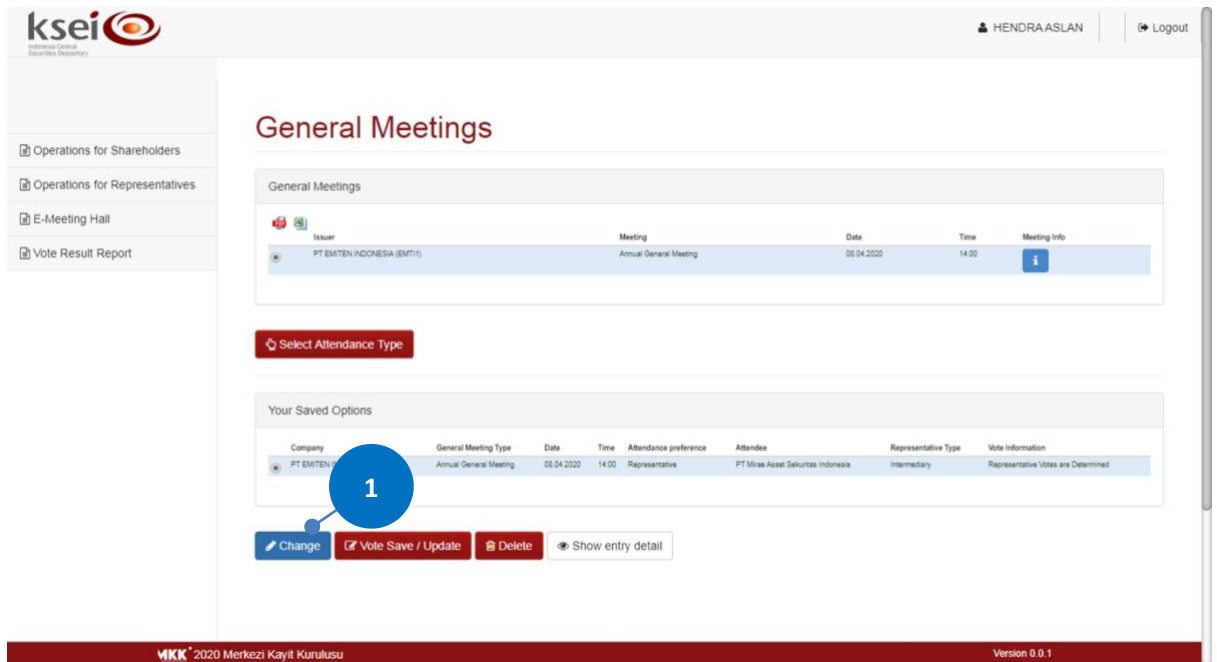 ksei
Indonesia Central
Securities Depository
HENDRA ASLAN
Logout
Operations for Shareholders
Operations for Representatives
E-Meeting Hall
Vote Result Report
General Meetings
General Meetings
Issuer Meeting Date Time Meeting Info
PT EMITEN INDONESIA (EMTI1) Annual General Meeting 08.04.2020 14:00 i
Select Attendance Type
Your Saved Options
Company General Meeting Type Date Time Attendance preference Attendee Representative Type Vote Information
PT EMITEN Annual General Meeting 08.04.2020 14:00 Representative PT Mirae Asset Sekuritas Indonesia Intermediary Representative Votes are Determined
1
Change Vote Save / Update Delete Show entry detail
MKK 2020 Merkezi Kayit Kurulusu Version 0.0.1